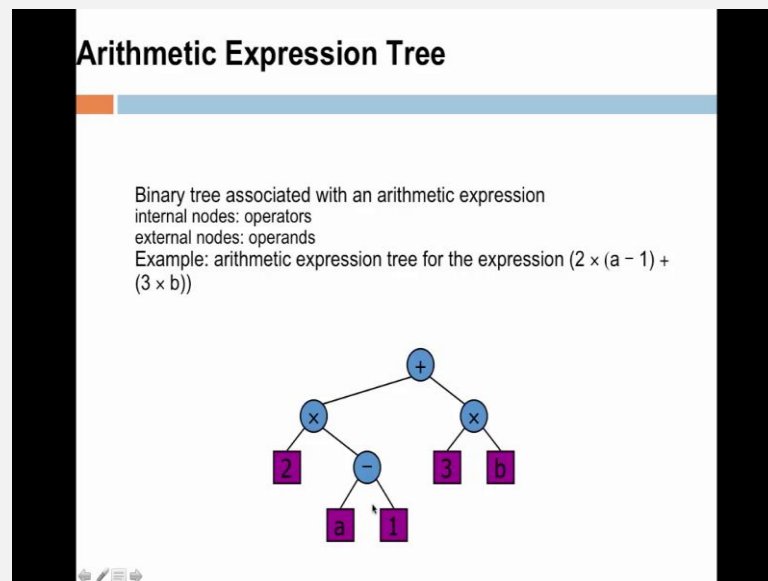 Arithmetic Expression Tree
Binary tree associated with an arithmetic expression
internal nodes: operators
external nodes: operands
Example: arithmetic expression tree for the expression (2 × (a − 1) +
(3 × b))
+
× ×
2 − 3 b
a 1